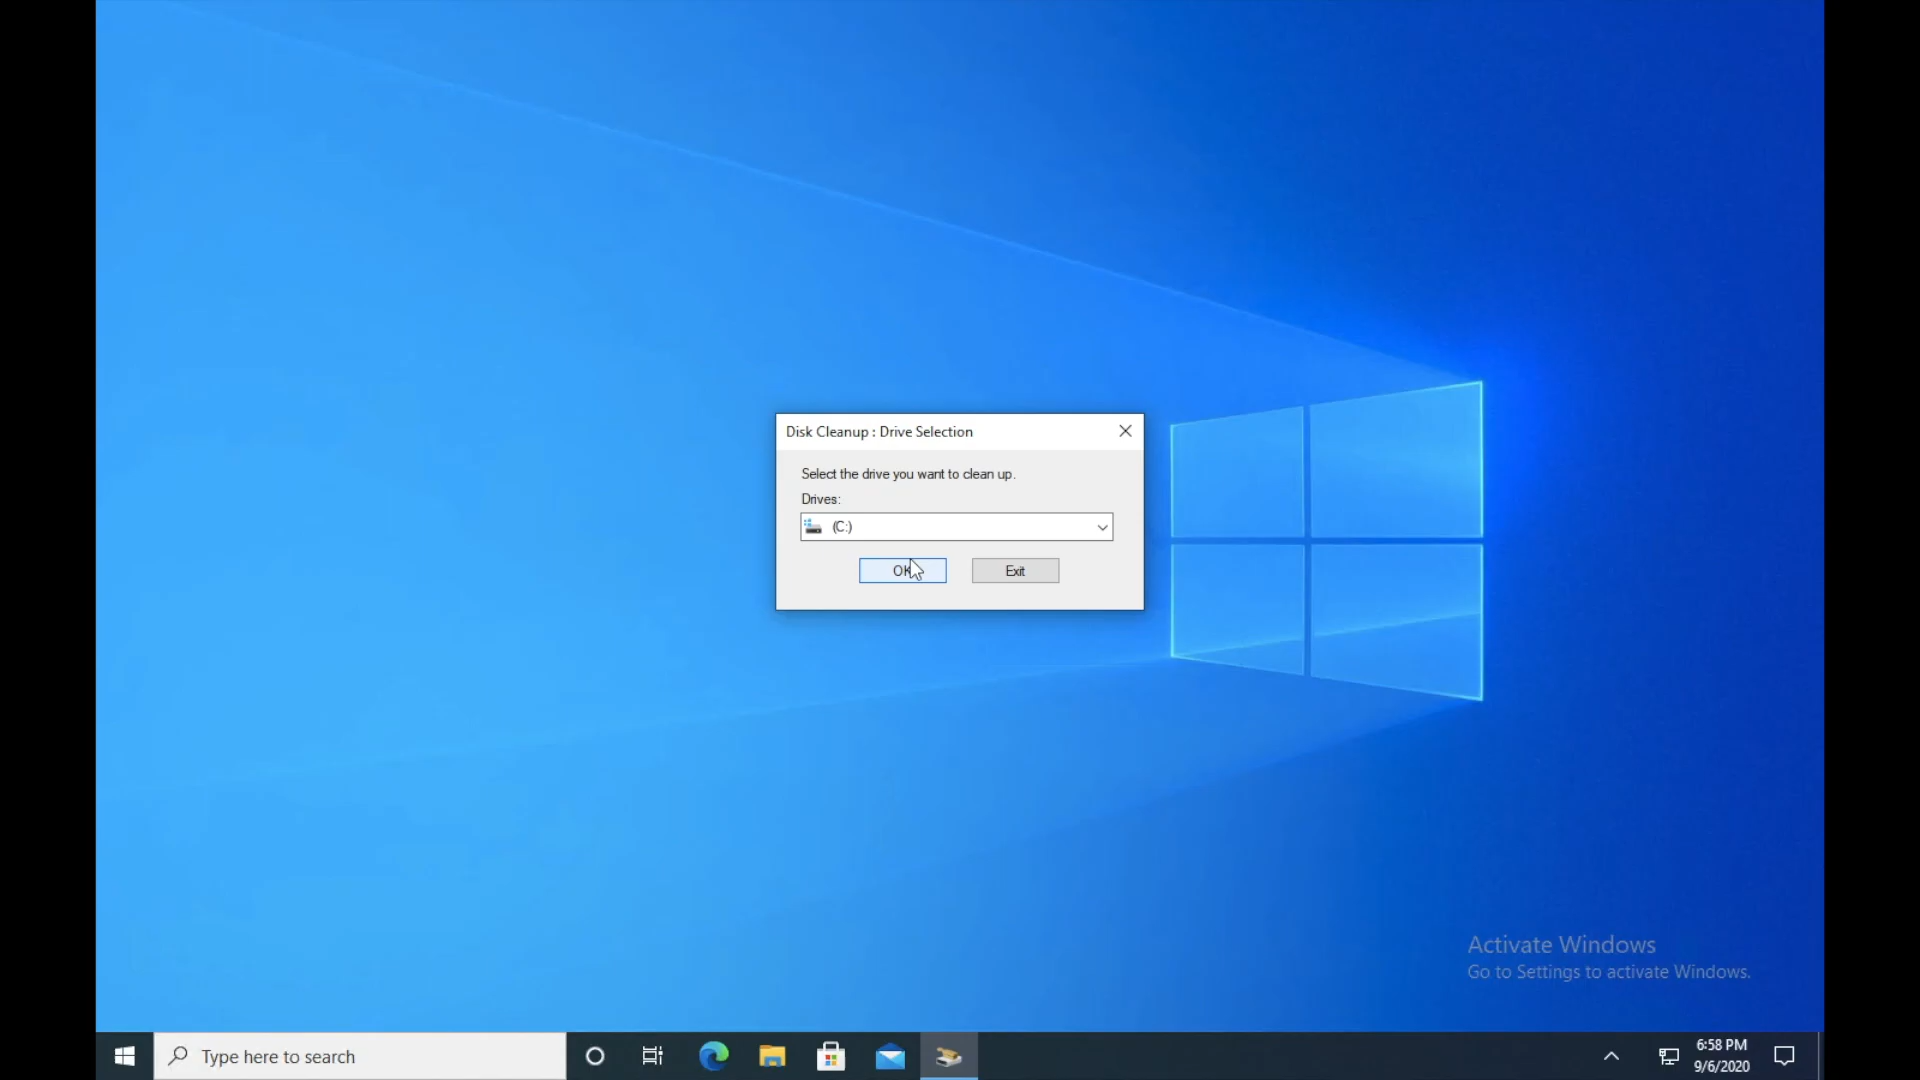 Disk Cleanup : Drive Selection
Select the drive you want to clean up.
Drives:
(C:)
OK
Exit
Activate Windows
Go to Settings to activate Windows.
Type here to search
6:58 PM
9/6/2020